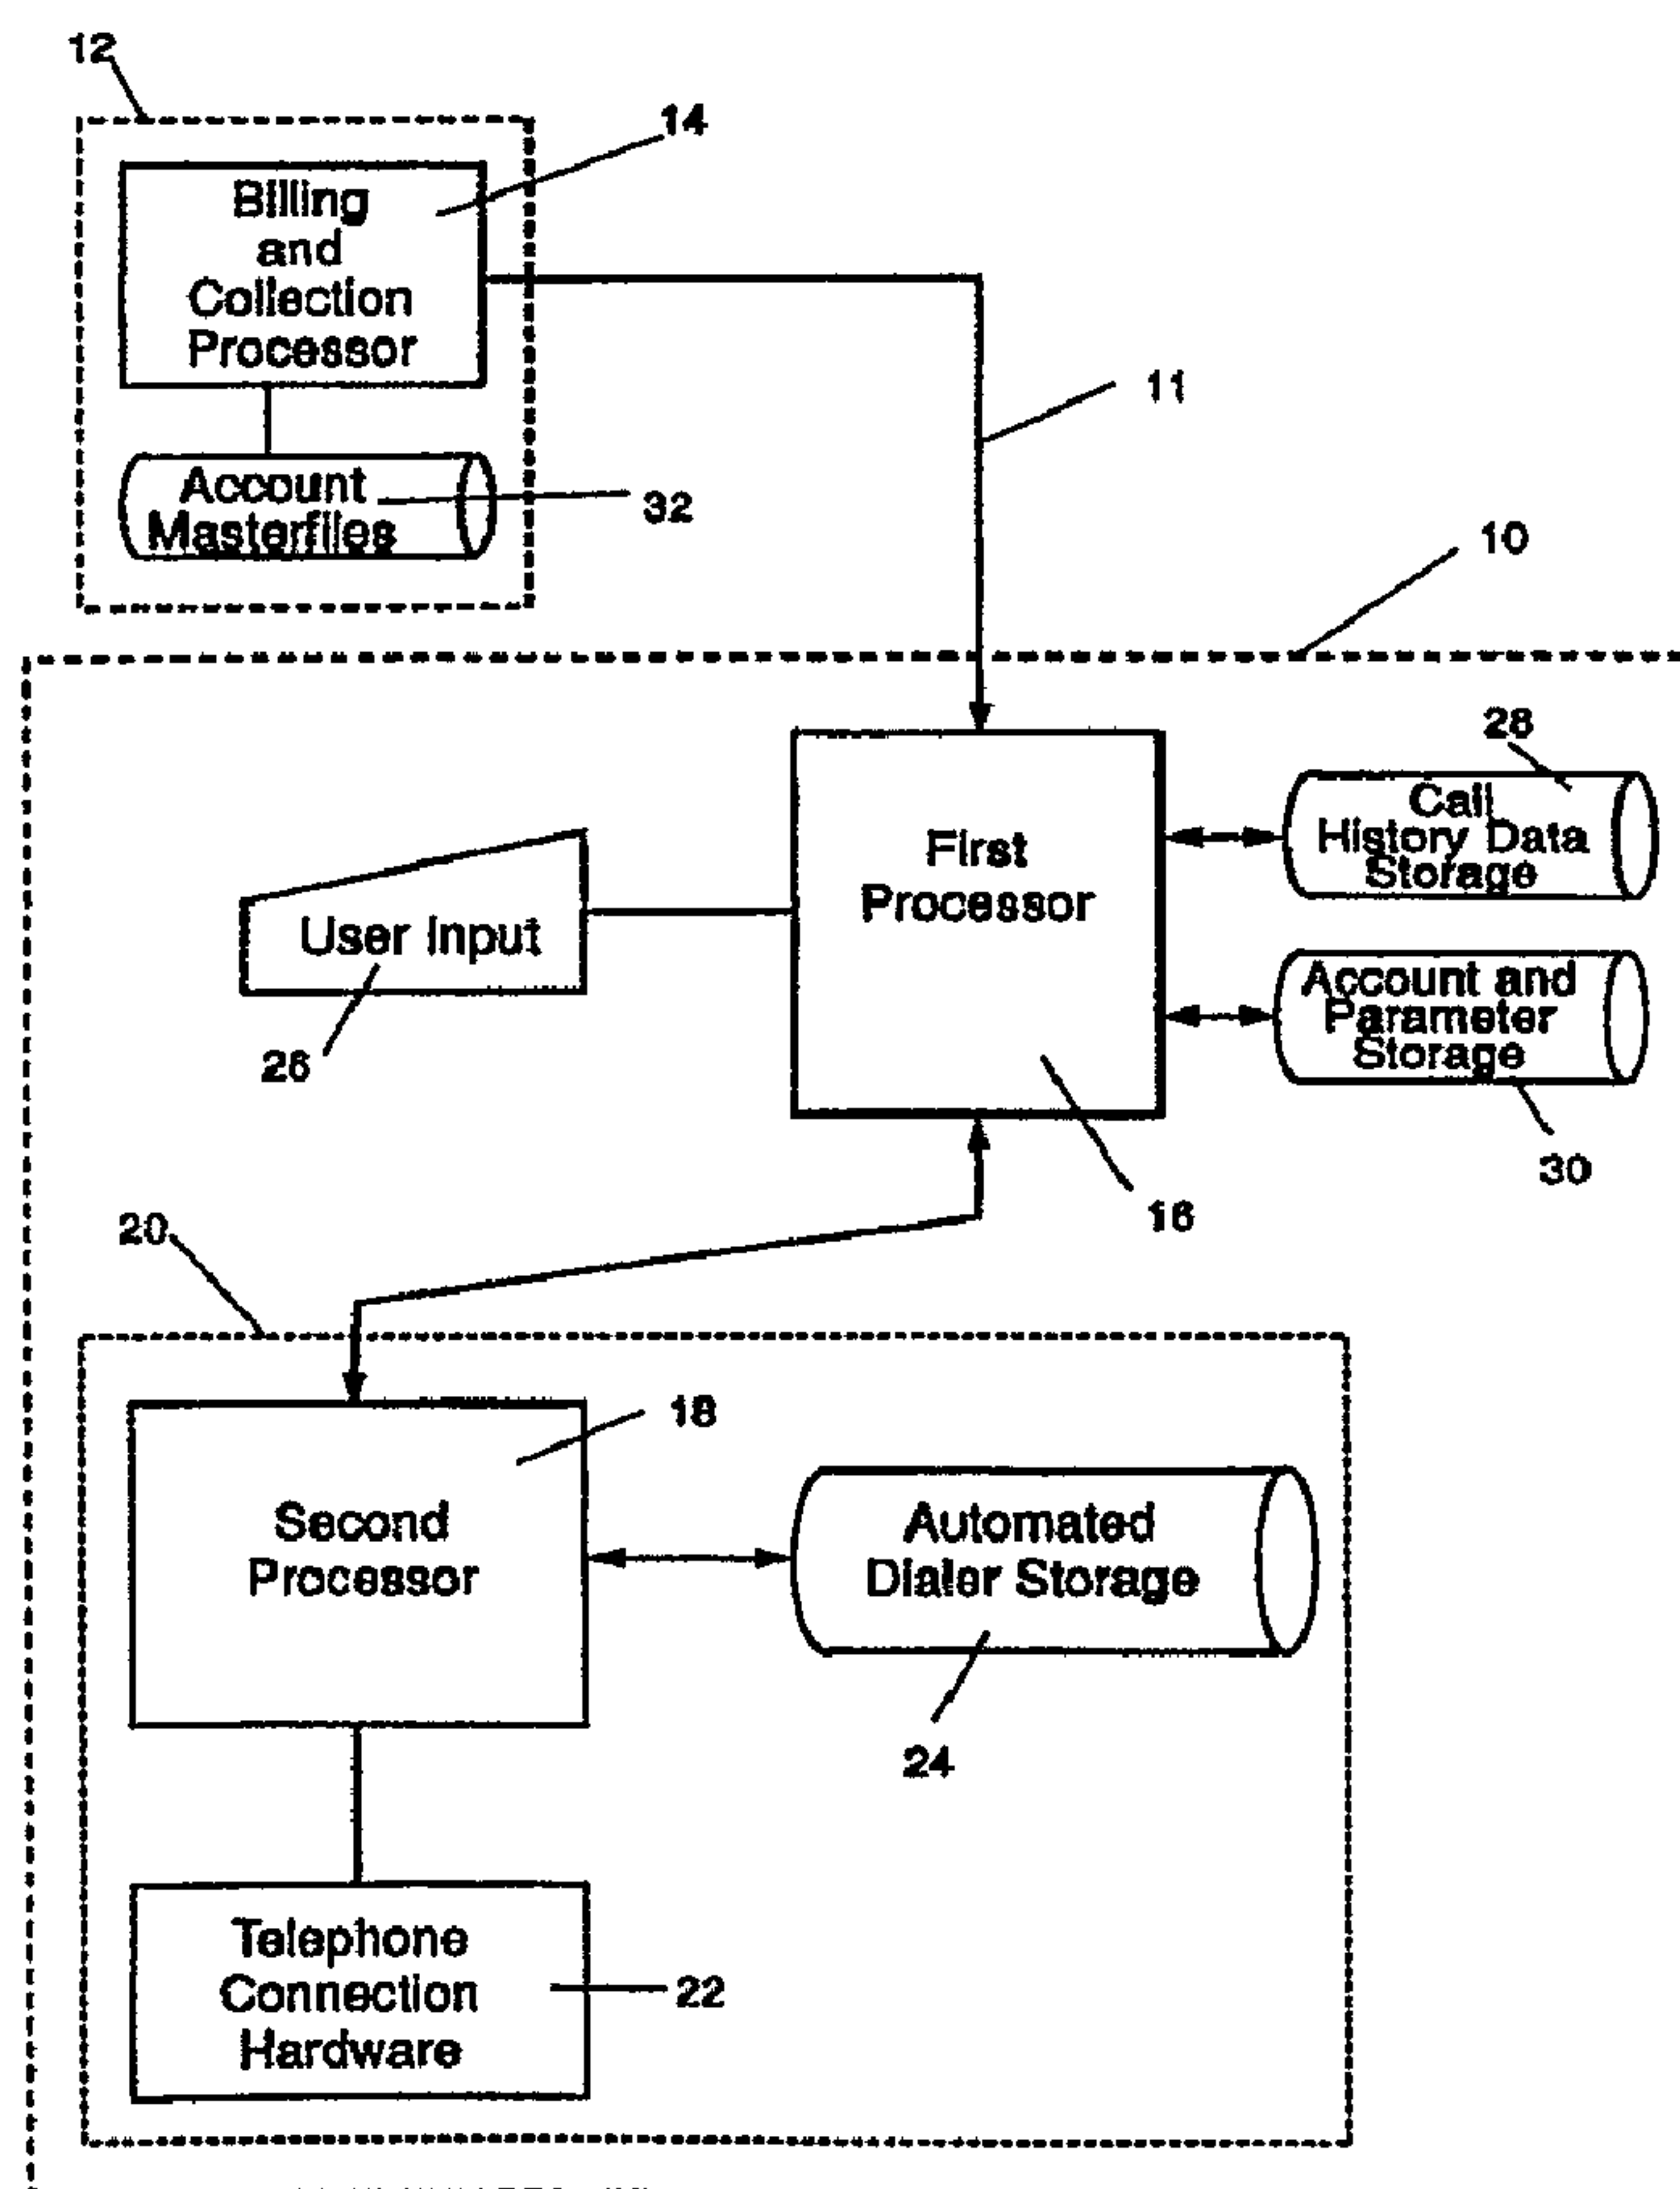 12
14
Billing
and
Collection
Processor
11
Account
Masterfiles
32
10
28
Call
History Data
Storage
First
Processor
User Input
26
Account and
Parameter
Storage
30
16
20
18
Second
Processor
Automated
Dialer Storage
24
Telephone
Connection
Hardware
22